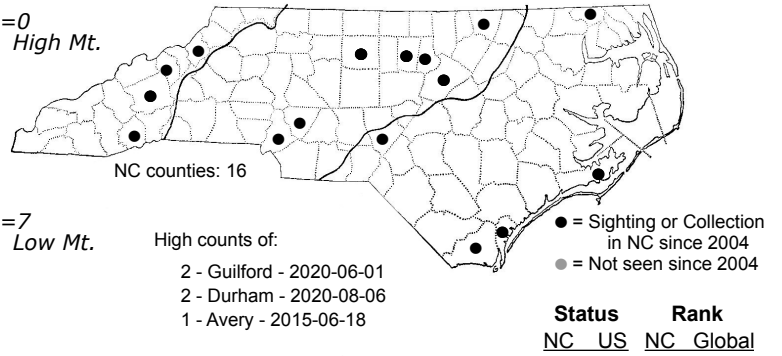 =0
High Mt.
NC counties: 16
=7
Low Mt.
High counts of:
2 - Guilford - 2020-06-01
2 - Durham - 2020-08-06
1 - Avery - 2015-06-18
= Sighting or Collection
in NC since 2004
= Not seen since 2004
Status Rank
NC US NC Global